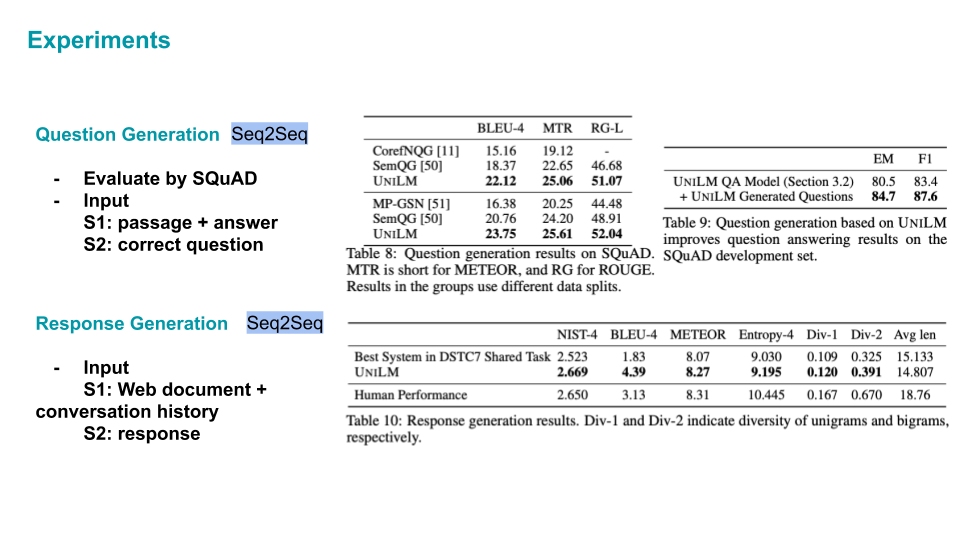 Experiments
Question Generation Seq2Seq
- Evaluate by SQuAD
- Input
S1: passage + answer
S2: correct question
BLEU-4 MTR RG-L
CorefNQG [11] 15.16 19.12 -
SemQG [50] 18.37 22.65 46.68
UNILM 22.12 25.06 51.07
MP-GSN [51] 16.38 20.25 44.48
SemQG [50] 20.76 24.20 48.91
UNILM 23.75 25.61 52.04
Table 8: Question generation results on SQuAD.
MTR is short for METEOR, and RG for ROUGE.
Results in the groups use different data splits.
EM F1
UNILM QA Model (Section 3.2) 80.5 83.4
+ UNILM Generated Questions 84.7 87.6
Table 9: Question generation based on UNILM
improves question answering results on the
SQuAD development set.
Response Generation Seq2Seq
- Input
S1: Web document +
conversation history
S2: response
NIST-4 BLEU-4 METEOR Entropy-4 Div-1 Div-2 Avg len
Best System in DSTC7 Shared Task 2.523 1.83 8.07 9.030 0.109 0.325 15.133
UNILM 2.669 4.39 8.27 9.195 0.120 0.391 14.807
Human Performance 2.650 3.13 8.31 10.445 0.167 0.670 18.76
Table 10: Response generation results. Div-1 and Div-2 indicate diversity of unigrams and bigrams,
respectively.